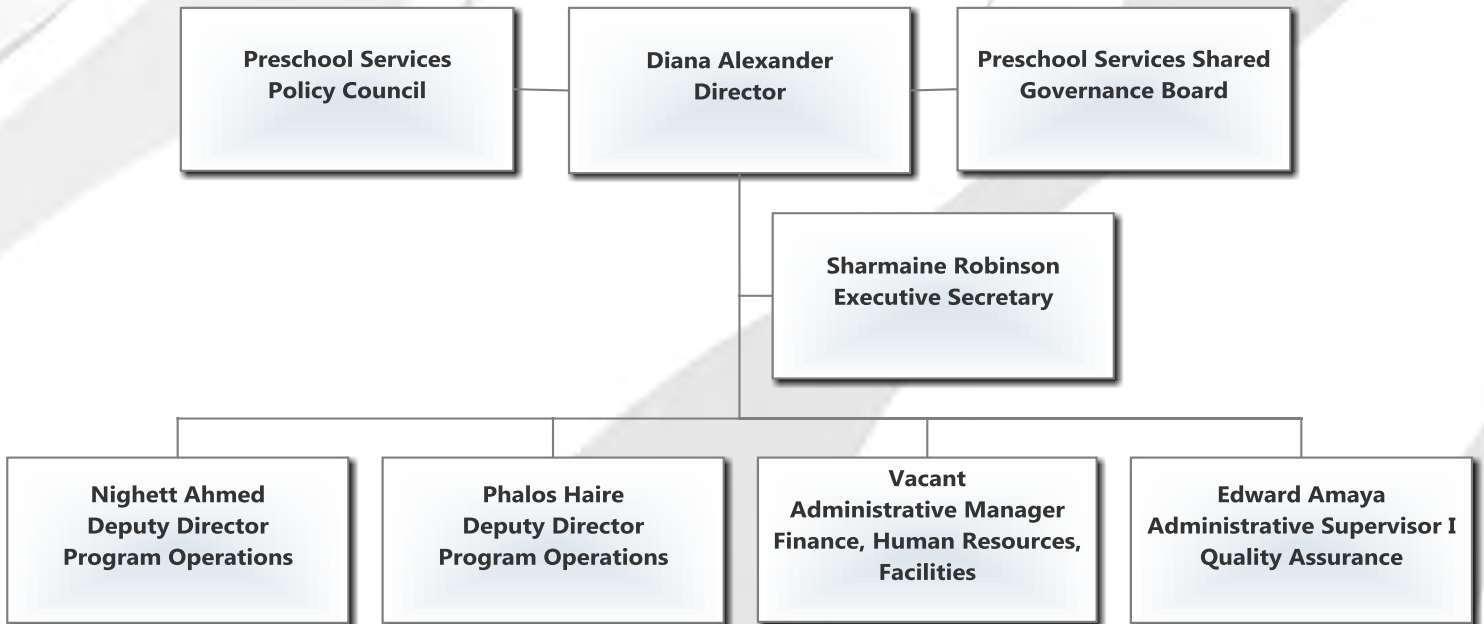 Preschool Services
Policy Council
Diana Alexander
Director
Preschool Services Shared
Governance Board
Sharmaine Robinson
Executive Secretary
Nighett Ahmed
Deputy Director
Program Operations
Phalos Haire
Deputy Director
Program Operations
Vacant
Administrative Manager
Finance, Human Resources,
Facilities
Edward Amaya
Administrative Supervisor I
Quality Assurance